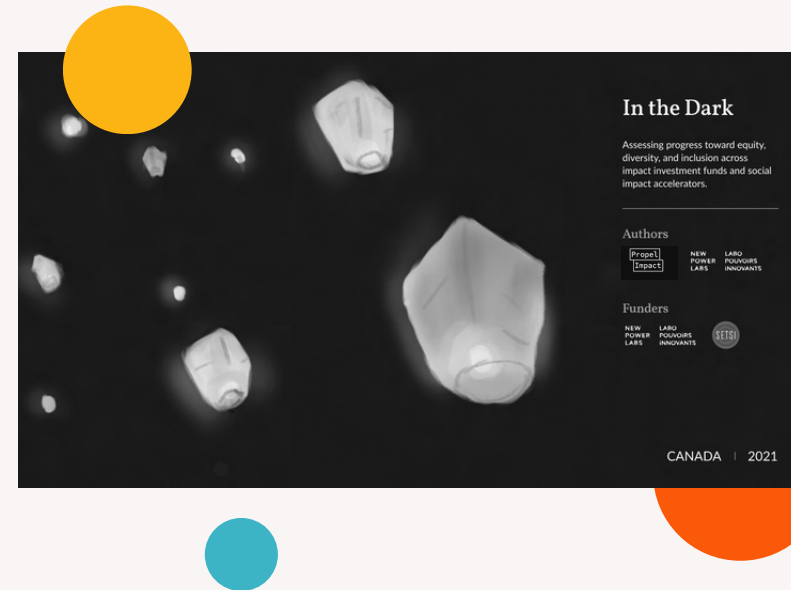 In the Dark
Assessing progress toward equity,
diversity, and inclusion across
impact investment funds and social
impact accelerators.
Authors
Propel
Impact
NEW
POWER
LABS
LABO
POUVOIRS
iNNOVANTS
Funders
NEW
POWER
LABS
LABO
POUVOIRS
iNNOVANTS
SETSI
CANADA | 2021